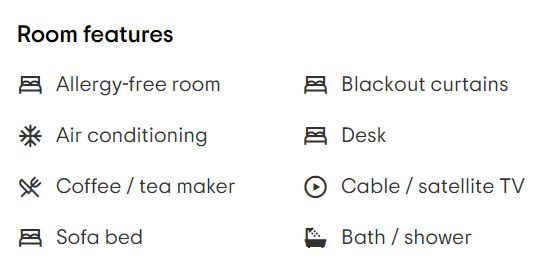 Room features
Allergy-free room
Blackout curtains
Air conditioning
Desk
Coffee / tea maker
Cable / satellite TV
Sofa bed
Bath / shower